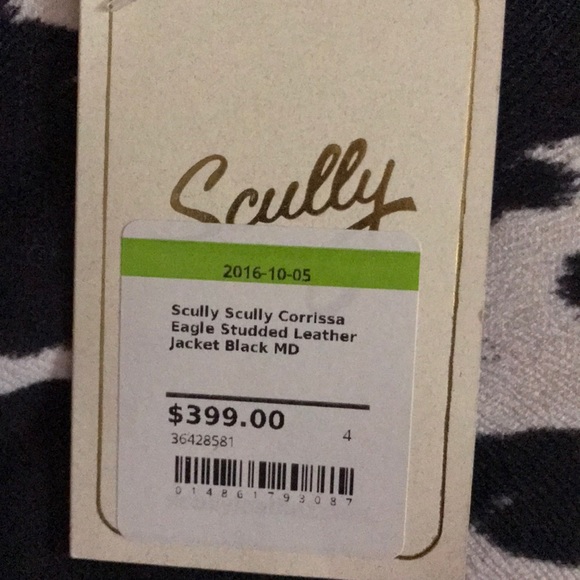 Scully
2016-10-05
Scully Scully Corrissa
Eagle Studded Leather
Jacket Black MD
$399.00
36428581
4
014861793087